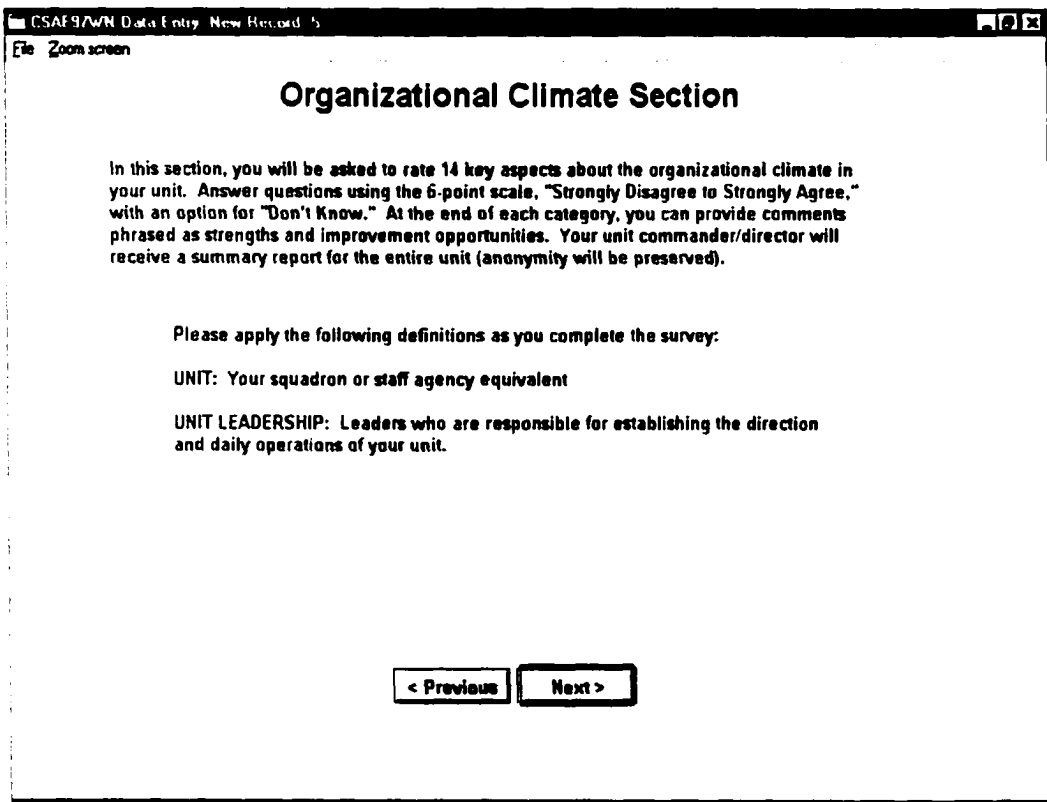 CSAF97WN Data Entry New Record 5
File Zoom screen
Organizational Climate Section
In this section, you will be asked to rate 14 key aspects about the organizational climate in
your unit. Answer questions using the 6-point scale, "Strongly Disagree to Strongly Agree,"
with an option for "Don't Know." At the end of each category, you can provide comments
phrased as strengths and improvement opportunities. Your unit commander/director will
receive a summary report for the entire unit (anonymity will be preserved).
Please apply the following definitions as you complete the survey:
UNIT: Your squadron or staff agency equivalent
UNIT LEADERSHIP: Leaders who are responsible for establishing the direction
and daily operations of your unit.
< Previous Next >